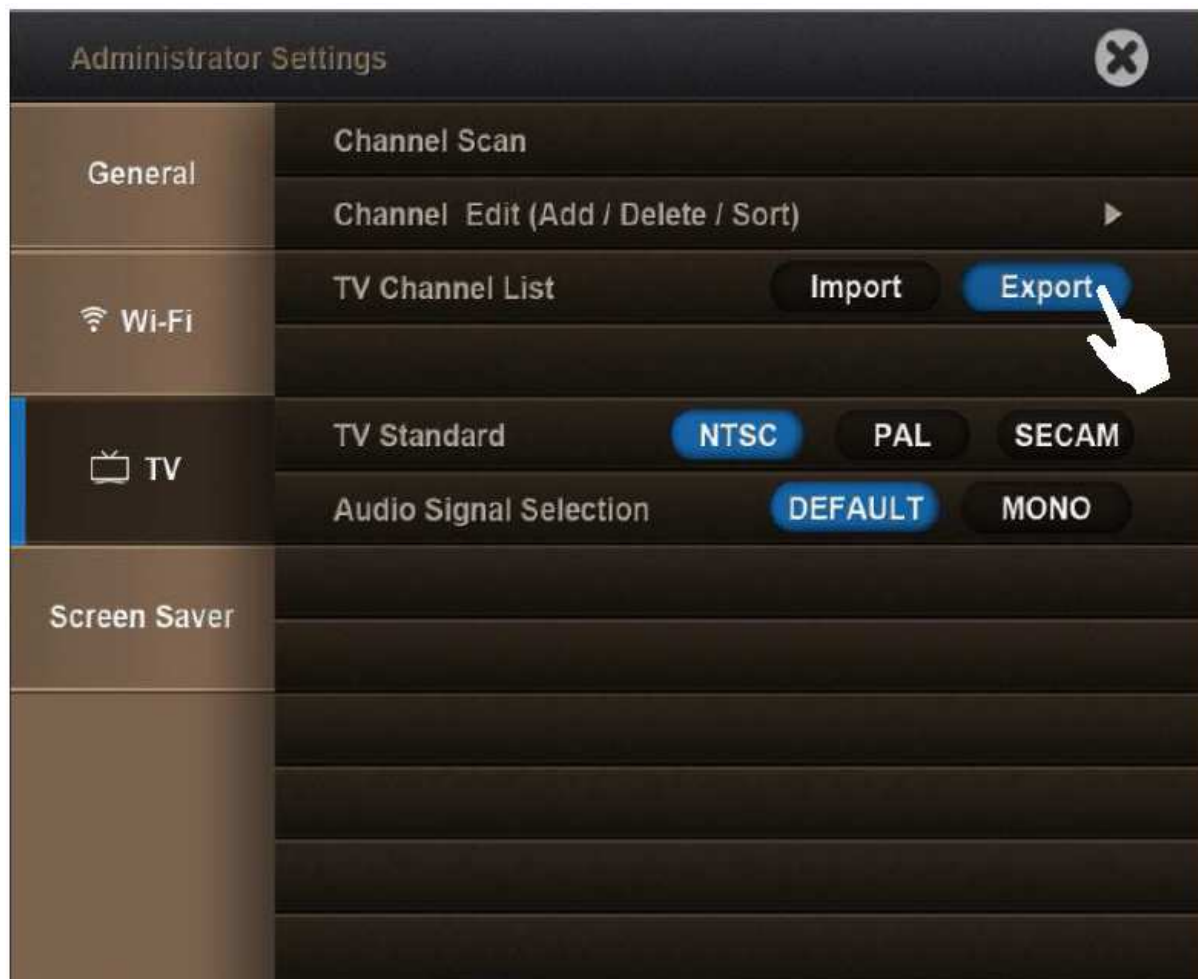 Administrator Settings
General
Channel Scan
Channel Edit (Add / Delete / Sort)
Wi-Fi
TV Channel List Import Export
TV
TV Standard NTSC PAL SECAM
Audio Signal Selection DEFAULT MONO
Screen Saver